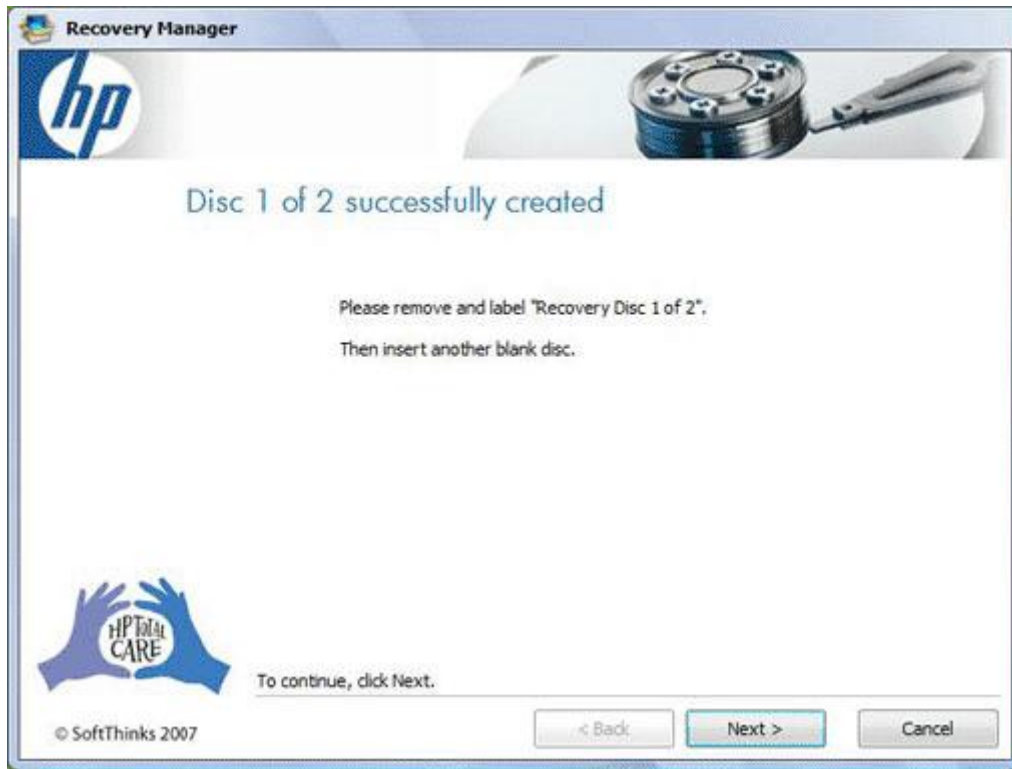 Recovery Manager
hp
Disc 1 of 2 successfully created
Please remove and label "Recovery Disc 1 of 2".
Then insert another blank disc.
HP Total
CARE
To continue, click Next.
© SoftThinks 2007
< Back
Next >
Cancel